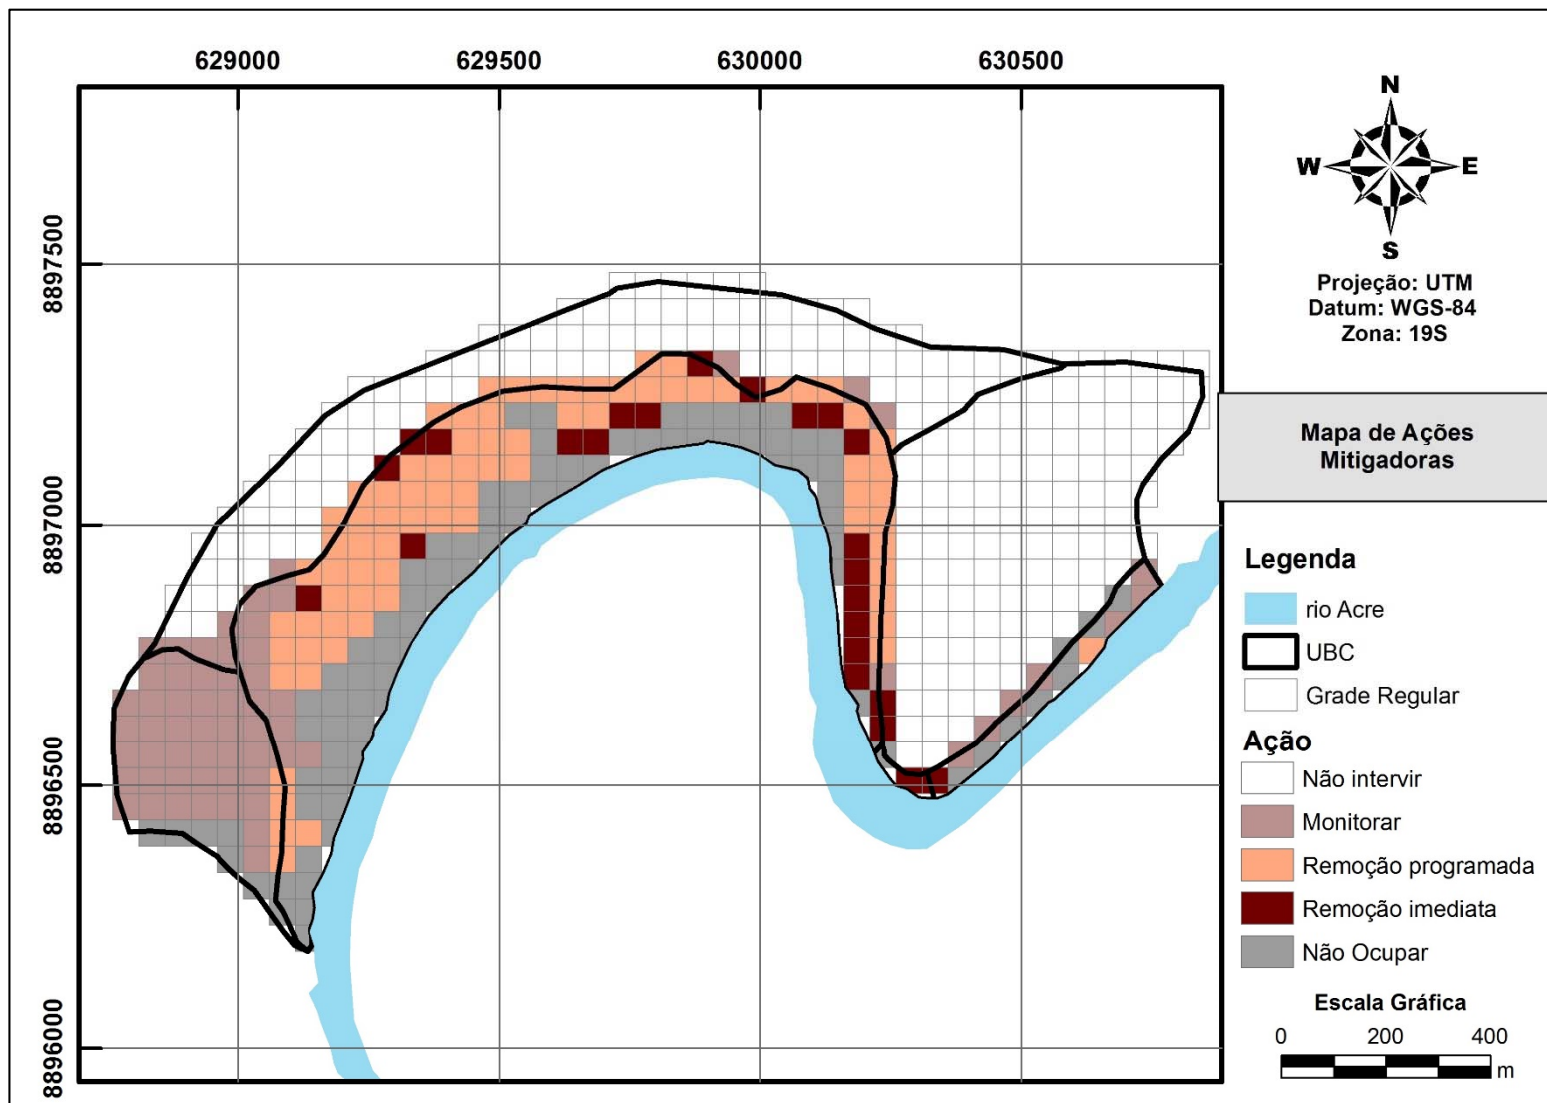 629000
629500
630000
630500
8897500
8897000
8896500
8896000
N
W
E
S
Projeção: UTM
Datum: WGS-84
Zona: 19S
Mapa de Ações
Mitigadoras
Legenda
rio Acre
UBC
Grade Regular
Ação
Não intervir
Monitorar
Remoção programada
Remoção imediata
Não Ocupar
Escala Gráfica
0 200 400
m